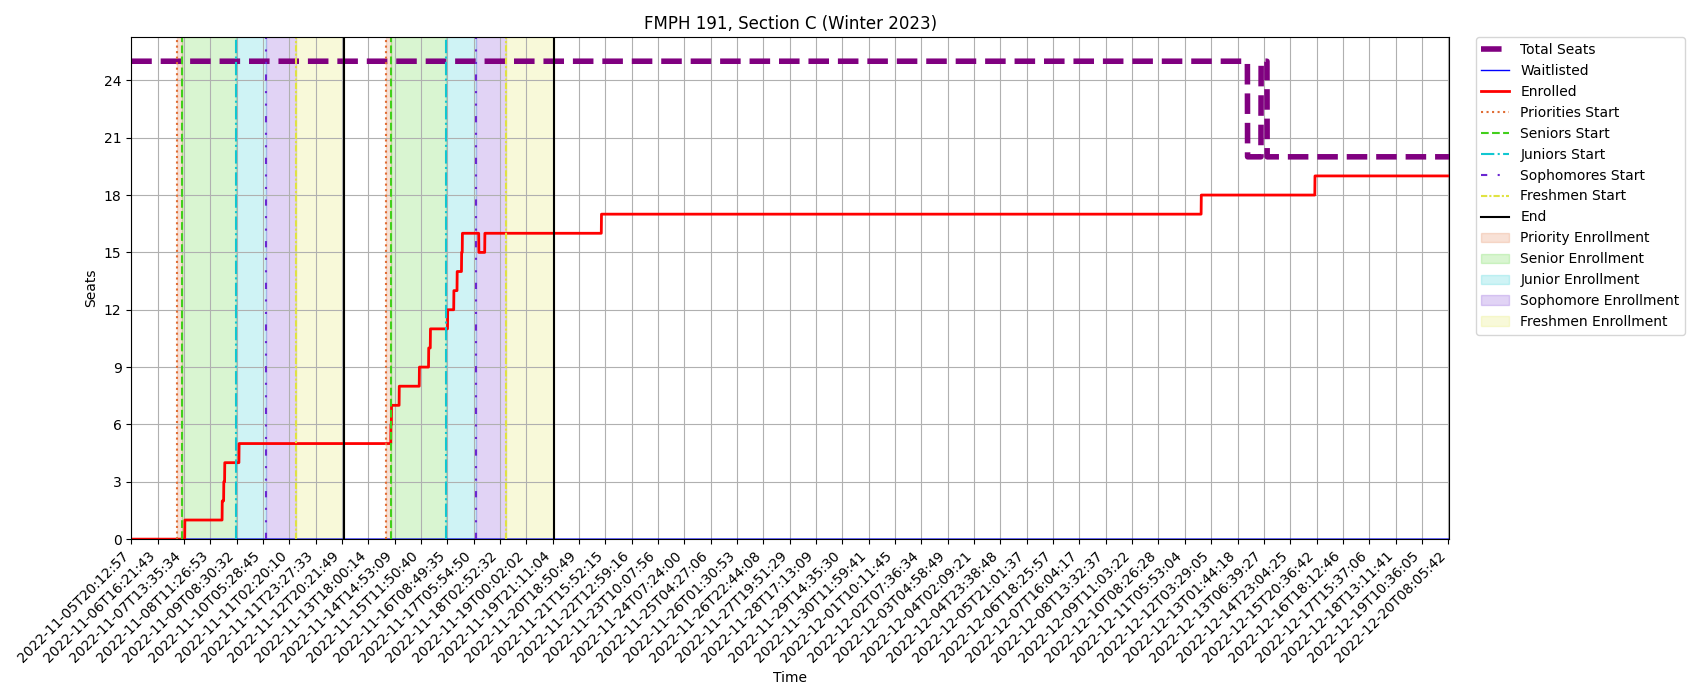 FMPH 191, Section C (Winter 2023)
Seats
24
21
18
15
12
9
6
3
0
2022-11-05T20:12:57
2022-11-06T16:21:43
2022-11-07T13:35:34
2022-11-08T11:26:53
2022-11-09T08:30:32
2022-11-10T05:28:45
2022-11-11T02:20:10
2022-11-11T23:27:33
2022-11-12T20:21:49
2022-11-13T18:00:14
2022-11-14T14:53:09
2022-11-15T11:50:40
2022-11-16T08:49:35
2022-11-17T05:54:50
2022-11-18T02:52:32
2022-11-19T00:02:02
2022-11-19T21:11:04
2022-11-20T18:50:49
2022-11-21T15:52:15
2022-11-22T12:59:16
2022-11-23T10:07:56
2022-11-24T07:24:00
2022-11-25T04:27:06
2022-11-26T01:30:53
2022-11-26T22:44:08
2022-11-27T19:51:29
2022-11-28T17:13:09
2022-11-29T14:35:30
2022-11-30T11:59:41
2022-12-01T10:11:45
2022-12-02T07:36:34
2022-12-03T04:58:49
2022-12-04T02:09:21
2022-12-04T23:38:48
2022-12-05T21:01:37
2022-12-06T18:25:57
2022-12-07T16:04:17
2022-12-08T13:32:37
2022-12-09T11:03:22
2022-12-10T08:26:28
2022-12-11T05:53:04
2022-12-12T03:29:05
2022-12-13T01:44:18
2022-12-13T06:39:27
2022-12-14T23:04:25
2022-12-15T20:36:42
2022-12-16T18:12:46
2022-12-17T15:37:06
2022-12-18T13:11:41
2022-12-19T10:36:05
2022-12-20T08:05:42
Time
Total Seats
Waitlisted
Enrolled
Priorities Start
Seniors Start
Juniors Start
Sophomores Start
Freshmen Start
End
Priority Enrollment
Senior Enrollment
Junior Enrollment
Sophomore Enrollment
Freshmen Enrollment